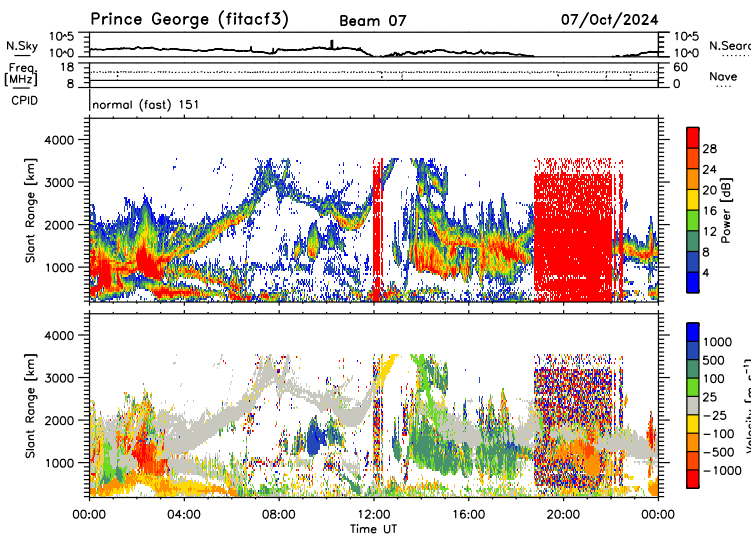 Prince George (fitacf3) Beam 07 07/Oct/2024
N.Sky 10^5 10^0 10^5 10^0 N.Sear
Freq. [MHz] 18 8 60 0 Nave
CPID normal (fast) 151
Slant Range [km] 4000 3000 2000 1000
Power [dB] 28 24 20 16 12 8 4
Slant Range [km] 4000 3000 2000 1000
Velocity [m s⁻¹] 1000 500 100 25 -25 -100 -500 -1000
00:00 04:00 08:00 12:00 16:00 20:00 00:00
Time UT